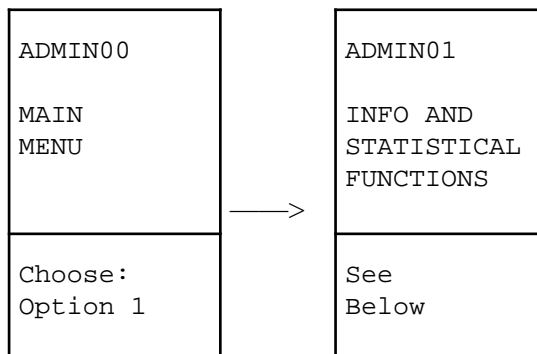 ADMIN00
MAIN
MENU
Choose:
Option 1
——>
ADMIN01
INFO AND
STATISTICAL
FUNCTIONS
See
Below